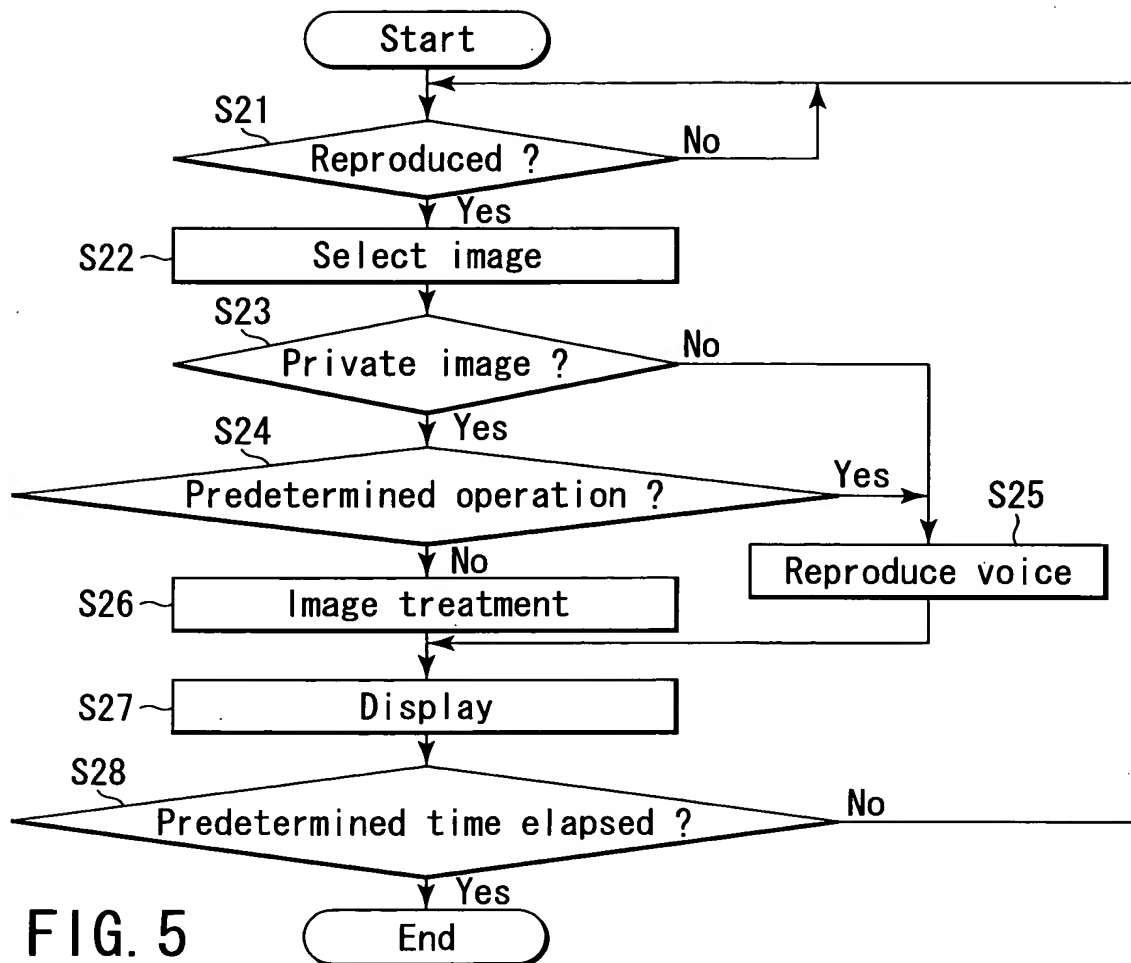 Start
S21
Reproduced ?
No
Yes
S22
Select image
S23
Private image ?
No
Yes
S24
Predetermined operation ?
Yes
S25
No
Reproduce voice
S26
Image treatment
S27
Display
S28
Predetermined time elapsed ?
No
Yes
End
FIG. 5